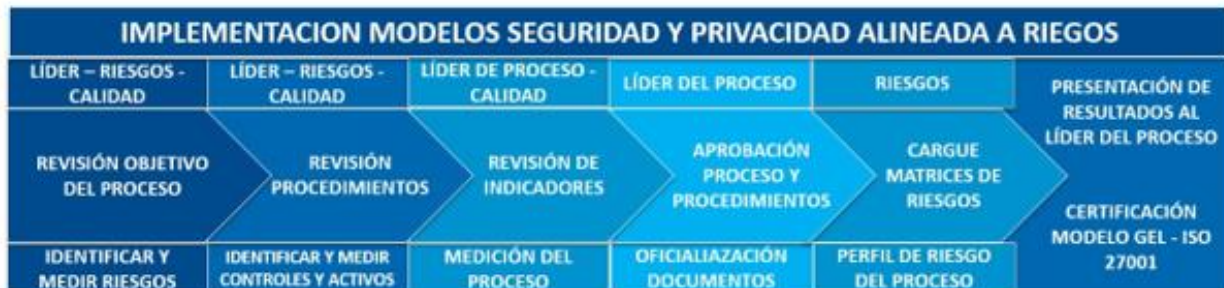 IMPLEMENTACION MODELOS SEGURIDAD Y PRIVACIDAD ALINEADA A RIEGOS
LÍDER – RIESGOS -
CALIDAD
LÍDER – RIESGOS -
CALIDAD
LÍDER DE PROCESO -
CALIDAD
LÍDER DEL PROCESO
RIESGOS
PRESENTACIÓN DE
RESULTADOS AL
LÍDER DEL PROCESO
REVISIÓN OBJETIVO
DEL PROCESO
REVISIÓN
PROCEDIMIENTOS
REVISIÓN DE
INDICADORES
APROBACIÓN
PROCESO Y
PROCEDIMIENTOS
CARGUE
MATRICES DE
RIESGOS
CERTIFICACIÓN
MODELO GEL - ISO
27001
IDENTIFICAR Y
MEDIR RIESGOS
IDENTIFICAR Y MEDIR
CONTROLES Y ACTIVOS
MEDICIÓN DEL
PROCESO
OFICIALIAZACIÓN
DOCUMENTOS
PERFIL DE RIESGO
DEL PROCESO